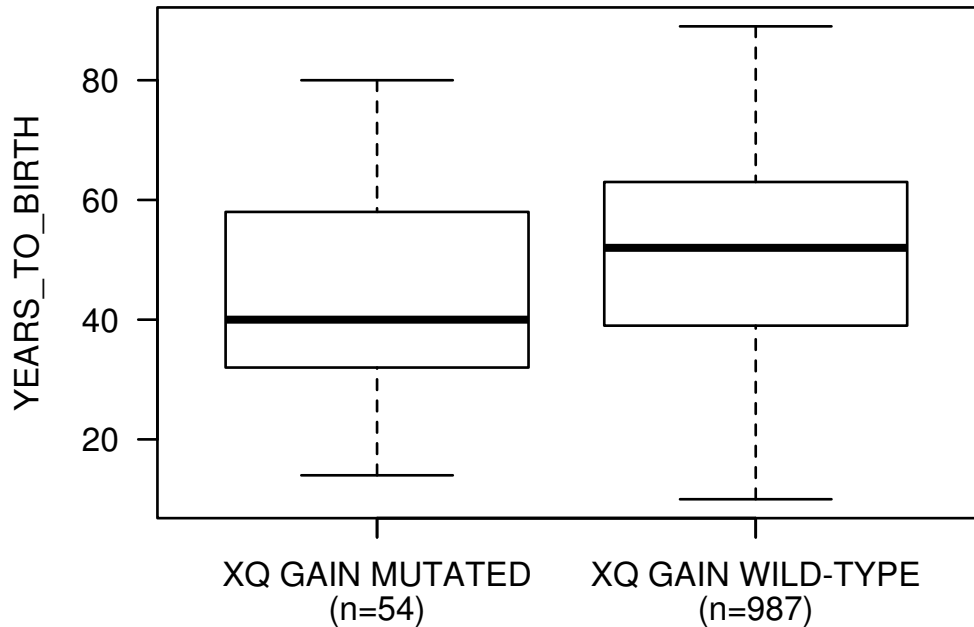 YEARS_TO_BIRTH
80
60
40
20
XQ GAIN MUTATED
(n=54)
XQ GAIN WILD-TYPE
(n=987)